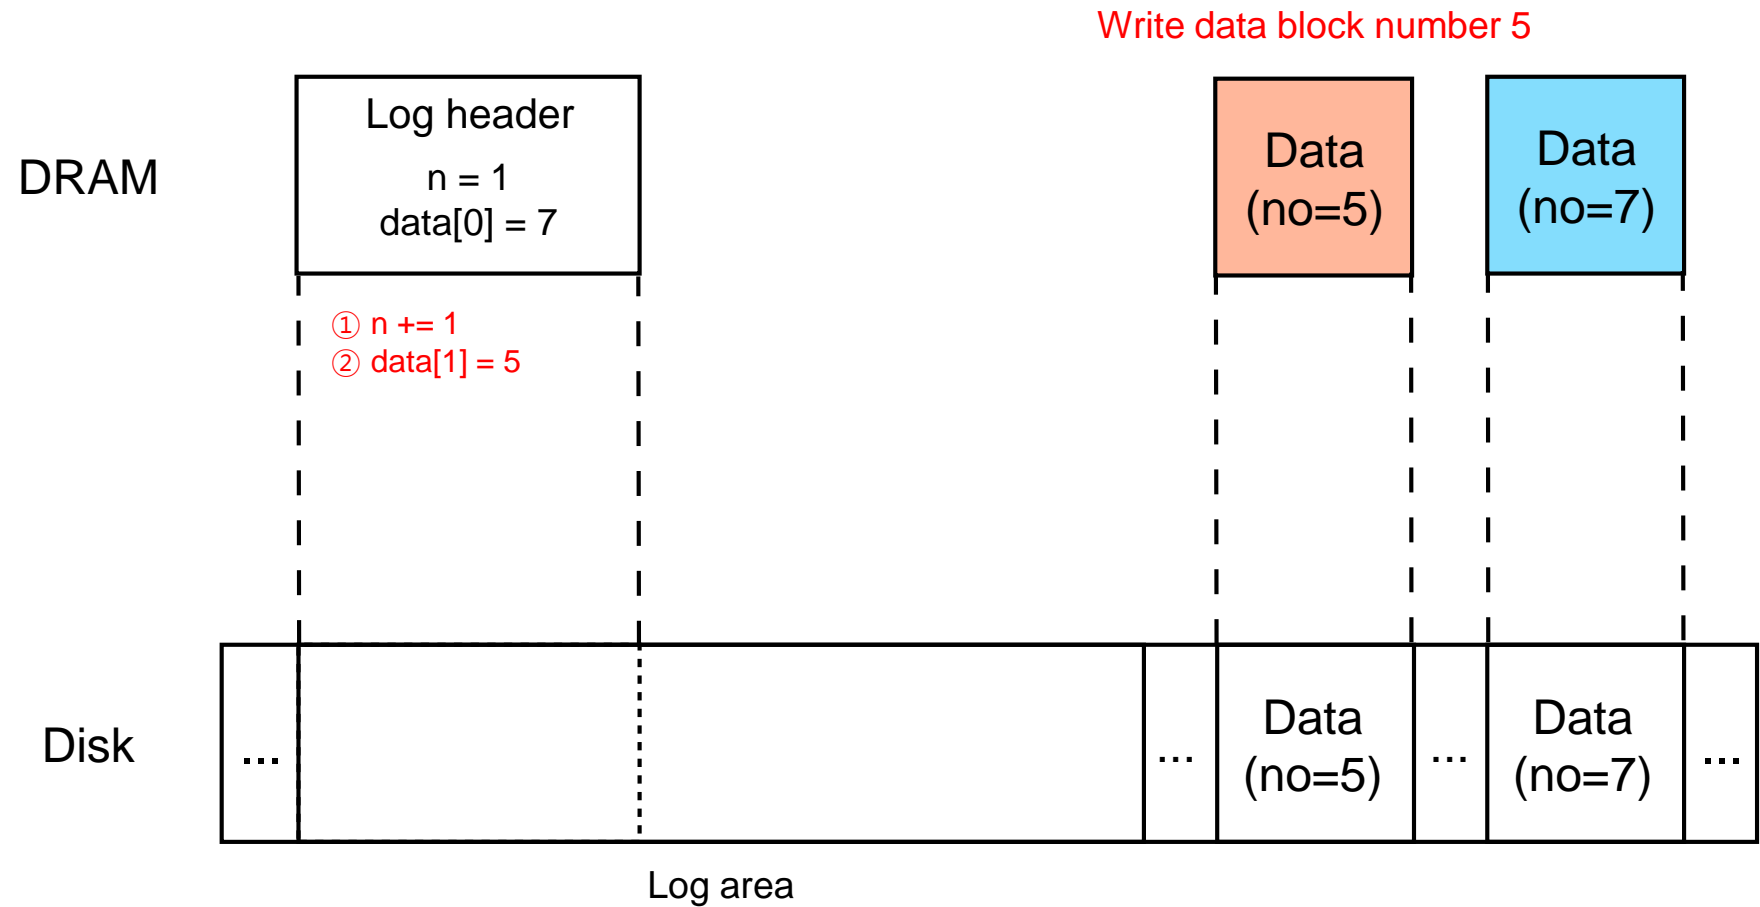 Write data block number 5
DRAM
Log header
n = 1
data[0] = 7
Data
(no=5)
Data
(no=7)
① n += 1
② data[1] = 5
Disk
...
...
Data
(no=5)
...
Data
(no=7)
...
Log area